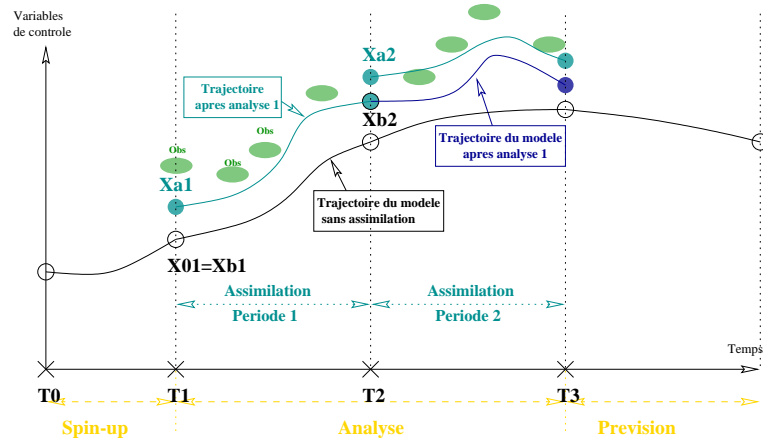 Variables
de controle
Xa2
Trajectoire
apres analyse 1
Xb2
Obs
Obs
Obs
Trajectoire du modele
apres analyse 1
Xa1
Trajectoire du modele
sans assimilation
X01=Xb1
Assimilation
Periode 1
Assimilation
Periode 2
Temps
T0
T1
T2
T3
Spin-up
Analyse
Prevision